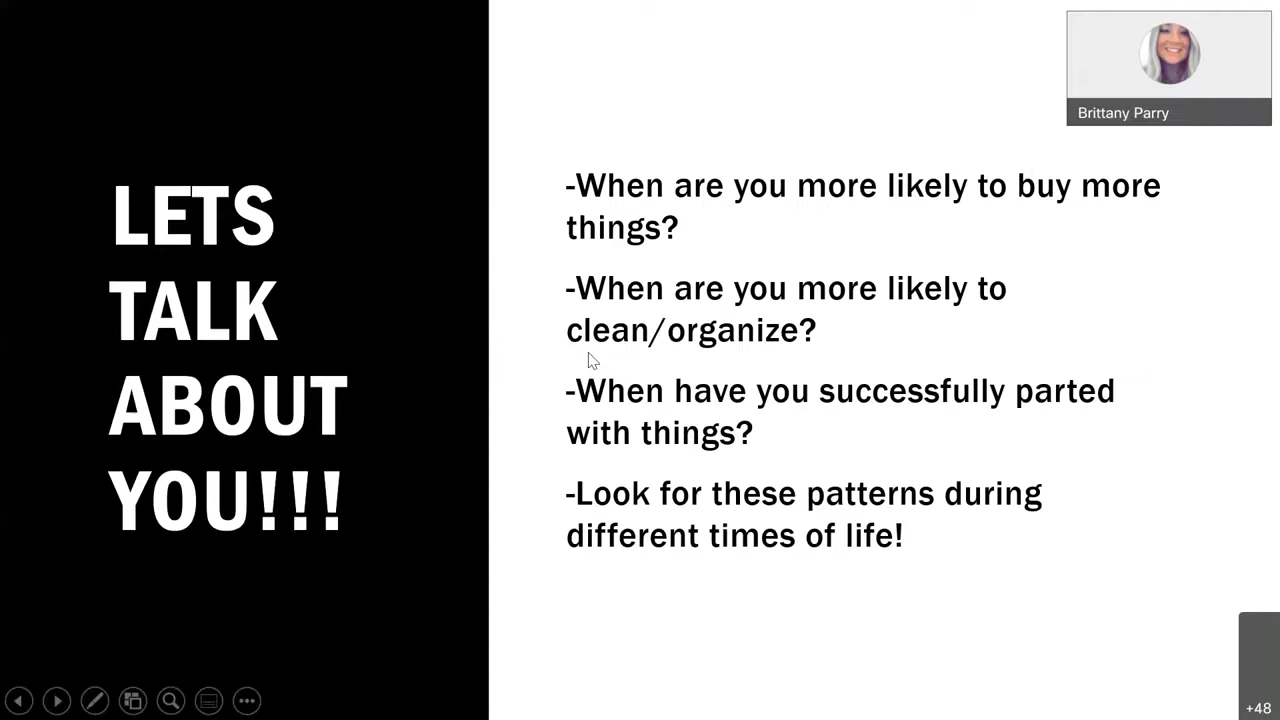 LETS
TALK
ABOUT
YOU!!!
-When are you more likely to buy more
things?
-When are you more likely to
clean/organize?
-When have you successfully parted
with things?
-Look for these patterns during
different times of life!
Brittany Parry
+48